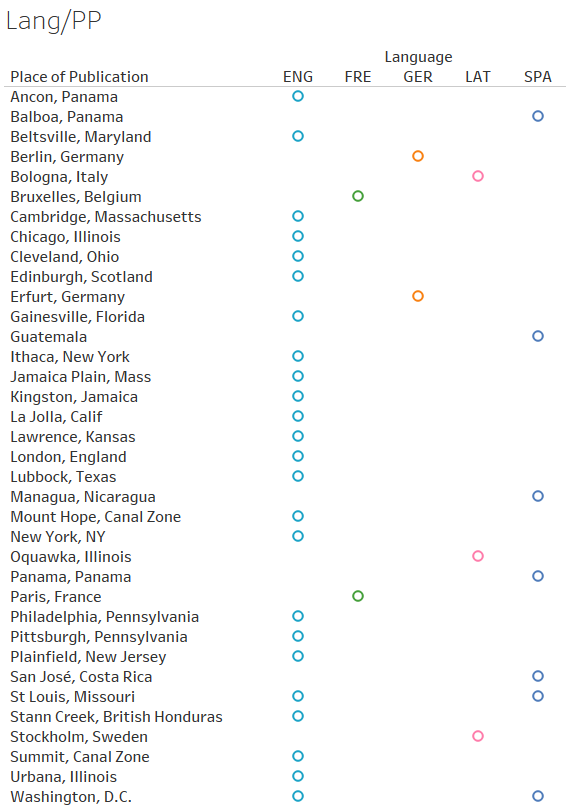 Lang/PP
Language
Place of Publication ENG FRE GER LAT SPA
Ancon, Panama
Balboa, Panama
Beltsville, Maryland
Berlin, Germany
Bologna, Italy
Bruxelles, Belgium
Cambridge, Massachusetts
Chicago, Illinois
Cleveland, Ohio
Edinburgh, Scotland
Erfurt, Germany
Gainesville, Florida
Guatemala
Ithaca, New York
Jamaica Plain, Mass
Kingston, Jamaica
La Jolla, Calif
Lawrence, Kansas
London, England
Lubbock, Texas
Managua, Nicaragua
Mount Hope, Canal Zone
New York, NY
Oquawka, Illinois
Panama, Panama
Paris, France
Philadelphia, Pennsylvania
Pittsburgh, Pennsylvania
Plainfield, New Jersey
San José, Costa Rica
St Louis, Missouri
Stann Creek, British Honduras
Stockholm, Sweden
Summit, Canal Zone
Urbana, Illinois
Washington, D.C.